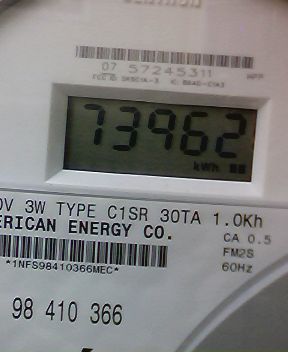 07 57245311
73962
kWh
0V 3W TYPE C1SR 30TA 1.0Kh
ERICAN ENERGY CO.
CA 0.5
FM2S
60Hz
*1NFS98410366MEC*
98 410 366